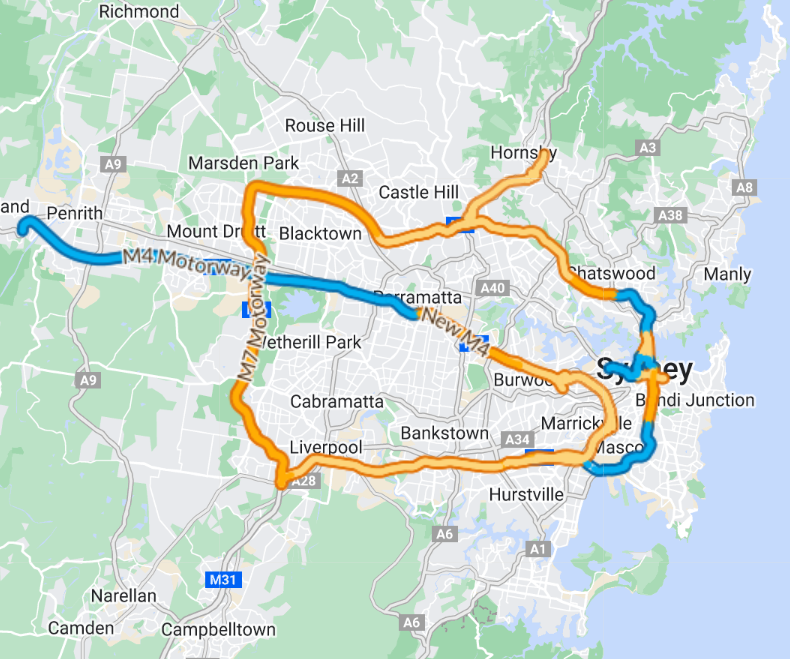 Richmond
Rouse Hill
A9
Marsden Park
Hornsby
A3
A2
Castle Hill
A8
and
Penrith
A38
Mount Druitt
Blacktown
M4 Motorway
Chatswood
Manly
A40
Parramatta
M7 Motorway
New M4
Wetherill Park
Sydney
Burwood
A9
Cabramatta
Bondi Junction
Marrickville
Bankstown
A34
Liverpool
Masco
A28
Hurstville
A6
A1
M31
Narellan
A6
Camden
Campbelltown